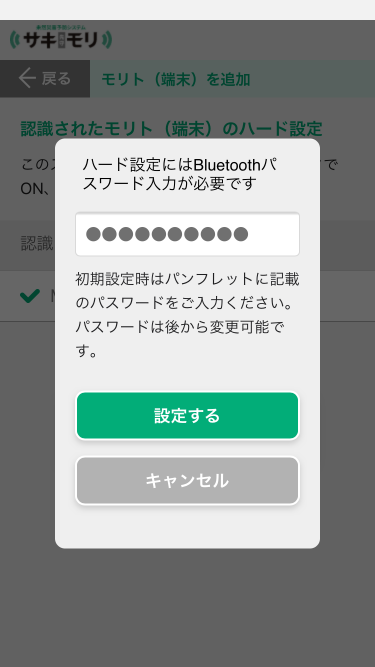 サキモリ
戻る
モリト（端末）を追加
認識されたモリト（端末）のハード設定
ハード設定にはBluetoothパ
スワード入力が必要です
このス
で
ON、
認識
初期設定時はパンフレットに記載
のパスワードをご入力ください。
パスワードは後から変更可能で
す。
設定する
キャンセル